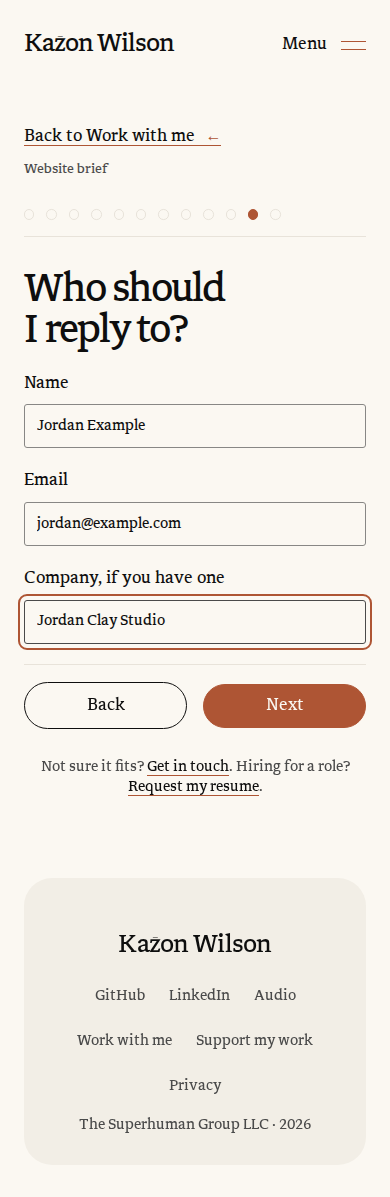 Kažon Wilson
Menu
Back to Work with me ←
Website brief
Who should
I reply to?
Name
Jordan Example
Email
jordan@example.com
Company, if you have one
Jordan Clay Studio
Back
Next
Not sure it fits? Get in touch. Hiring for a role?
Request my resume.
Kažon Wilson
GitHub LinkedIn Audio
Work with me Support my work
Privacy
The Superhuman Group LLC · 2026